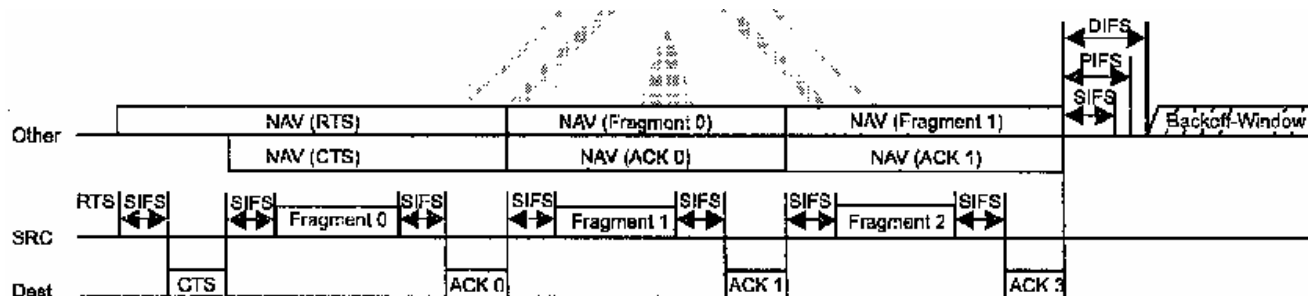 DIFS
PIFS
SIFS
Other NAV (RTS) NAV (Fragment 0) NAV (Fragment 1) Backoff-Window
NAV (CTS) NAV (ACK 0) NAV (ACK 1)
RTS SIFS SIFS Fragment 0 SIFS SIFS Fragment 1 SIFS SIFS Fragment 2 SIFS
SRC
Dest CTS ACK 0 ACK 1 ACK 3